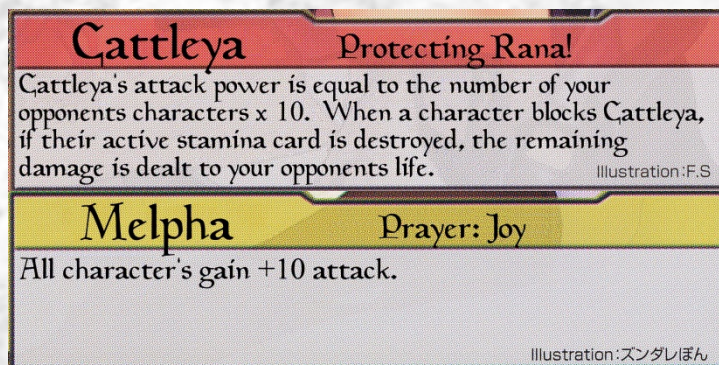 Cattleya Protecting Rana!
Cattleya's attack power is equal to the number of your
opponents characters x 10. When a character blocks Cattleya,
if their active stamina card is destroyed, the remaining
damage is dealt to your opponents life.
Illustration:F.S
Melpha Prayer: Joy
All character's gain +10 attack.
Illustration:ズンダレぽん